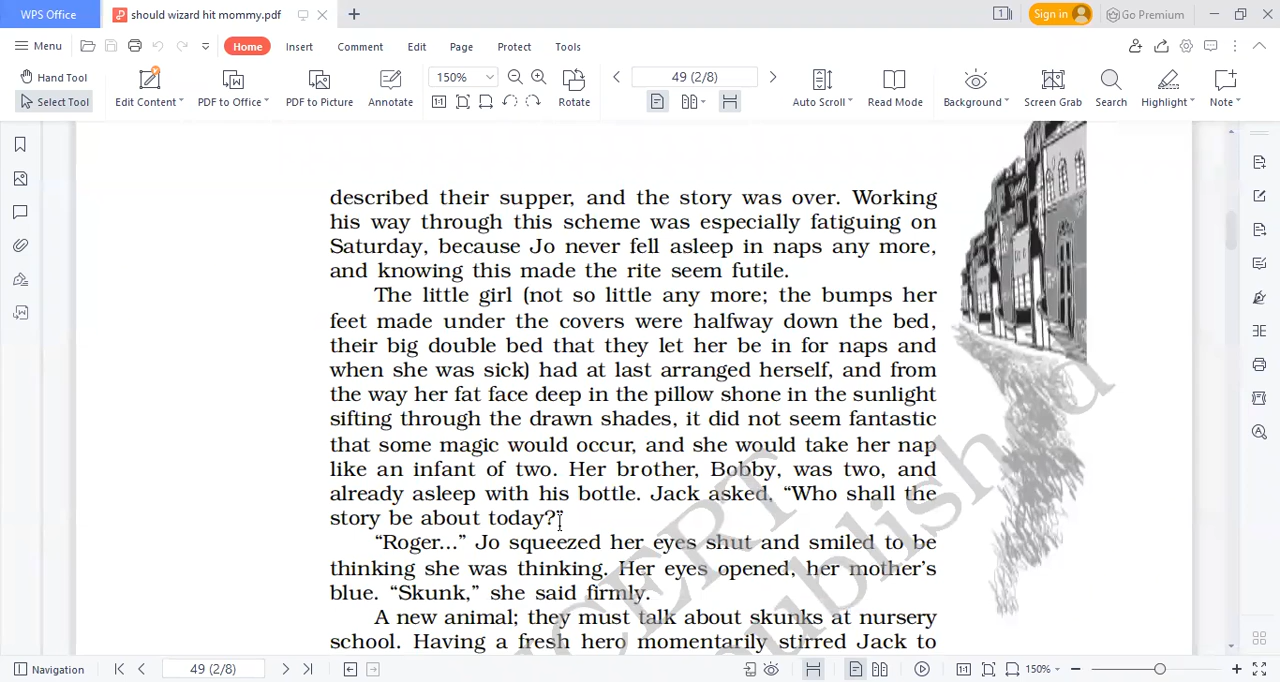 WPS Office
should wizard hit mommy.pdf
Sign in
Go Premium
Menu
Home
Insert
Comment
Edit
Page
Protect
Tools
Hand Tool
Select Tool
Edit Content
PDF to Office
PDF to Picture
Annotate
150%
Rotate
49 (2/8)
Auto Scroll
Read Mode
Background
Screen Grab
Search
Highlight
Note
described their supper, and the story was over. Working
his way through this scheme was especially fatiguing on
Saturday, because Jo never fell asleep in naps any more,
and knowing this made the rite seem futile.
The little girl (not so little any more; the bumps her
feet made under the covers were halfway down the bed,
their big double bed that they let her be in for naps and
when she was sick) had at last arranged herself, and from
the way her fat face deep in the pillow shone in the sunlight
sifting through the drawn shades, it did not seem fantastic
that some magic would occur, and she would take her nap
like an infant of two. Her brother, Bobby, was two, and
already asleep with his bottle. Jack asked, “Who shall the
story be about today?”
“Roger...” Jo squeezed her eyes shut and smiled to be
thinking she was thinking. Her eyes opened, her mother’s
blue. “Skunk,” she said firmly.
A new animal; they must talk about skunks at nursery
school. Having a fresh hero momentarily stirred Jack to
Navigation
49 (2/8)
150%